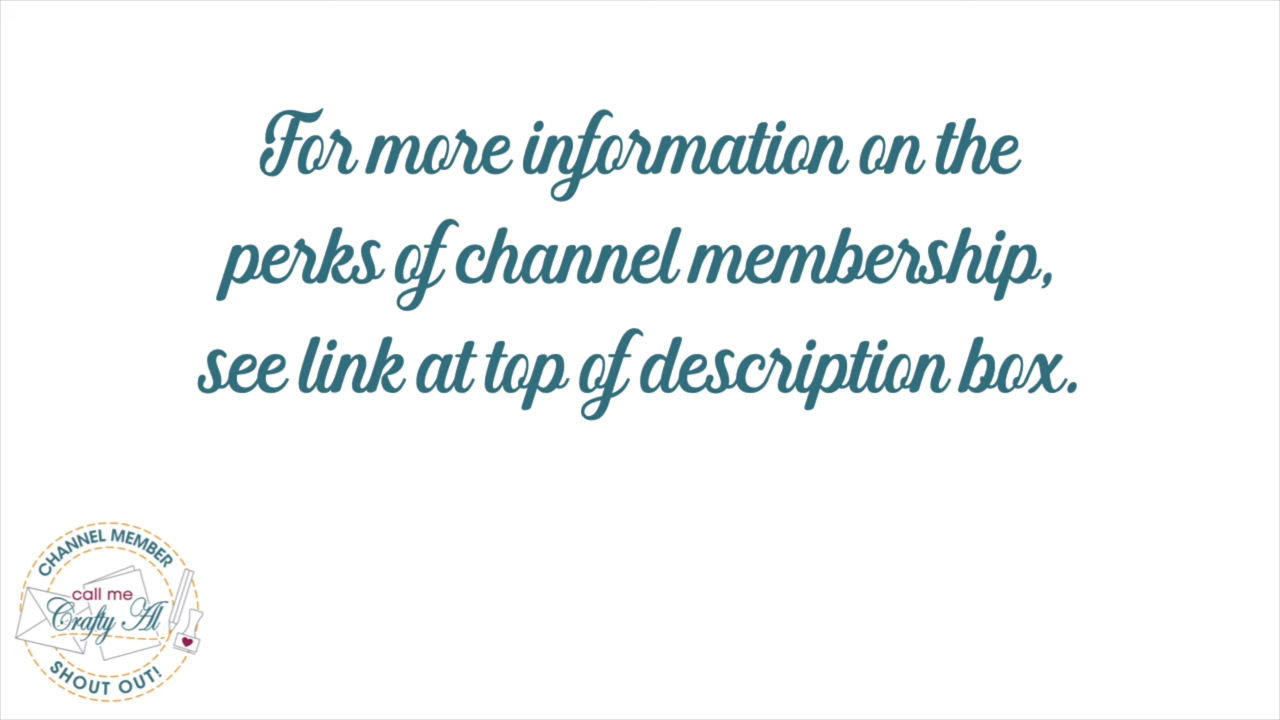 For more information on the
perks of channel membership,
see link at top of description box.
CHANNEL MEMBER
call me
Crafty Al
SHOUT OUT!